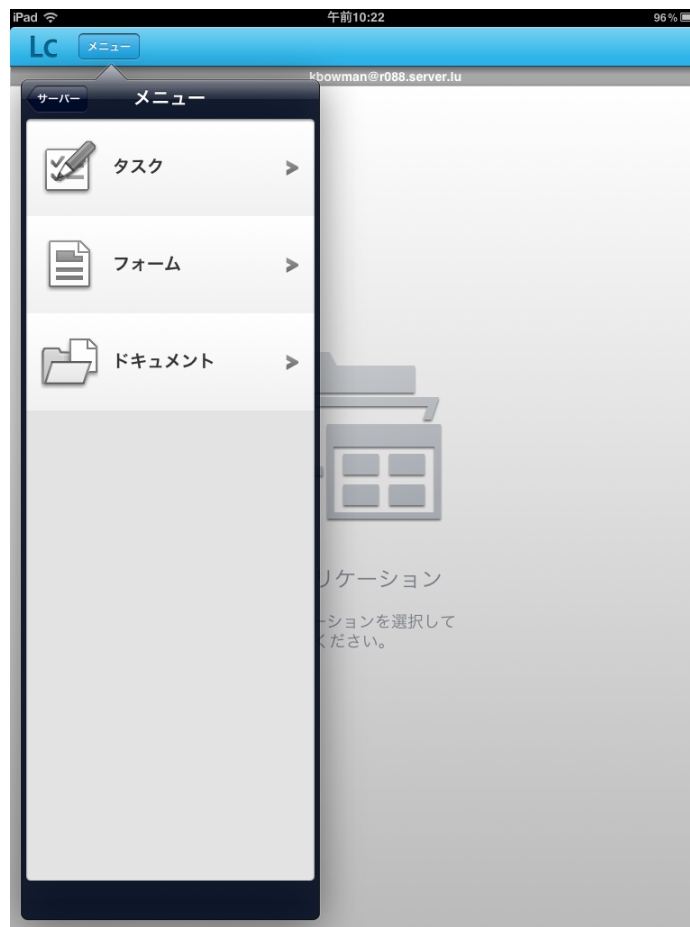 iPad 午前10:22 96%
LC メニュー
kbowman@r088.server.lu
サーバー メニュー
タスク >
フォーム >
ドキュメント >
リケーション
ーションを選択して
ください。